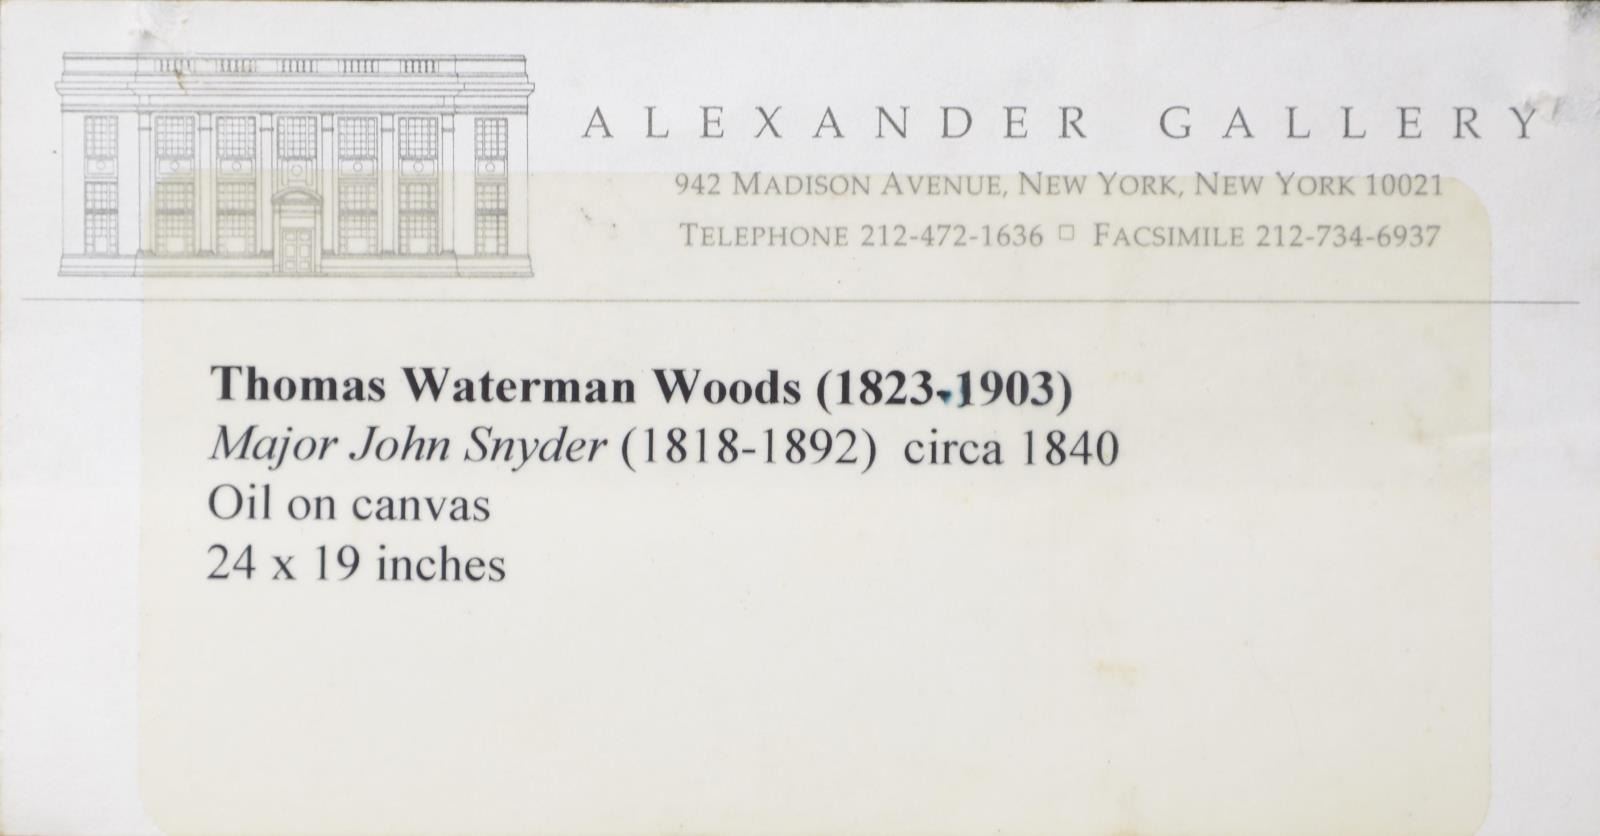 ALEXANDER GALLERY
942 MADISON AVENUE, NEW YORK, NEW YORK 10021
TELEPHONE 212-472-1636 □ FACSIMILE 212-734-6937
Thomas Waterman Woods (1823-1903)
Major John Snyder (1818-1892) circa 1840
Oil on canvas
24 x 19 inches